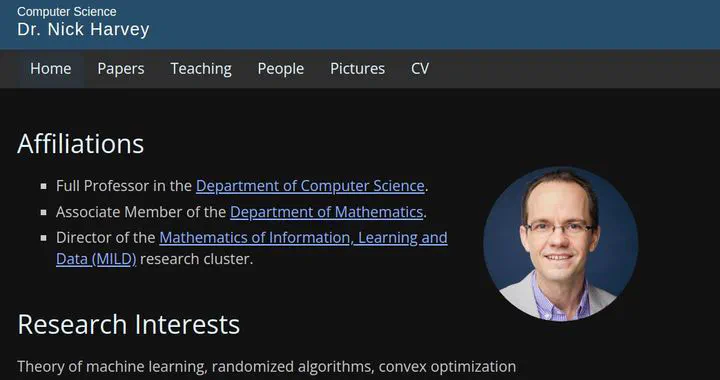 Computer Science
Dr. Nick Harvey
Home Papers Teaching People Pictures CV
Affiliations
Full Professor in the Department of Computer Science.
Associate Member of the Department of Mathematics.
Director of the Mathematics of Information, Learning and
Data (MILD) research cluster.
Research Interests
Theory of machine learning, randomized algorithms, convex optimization